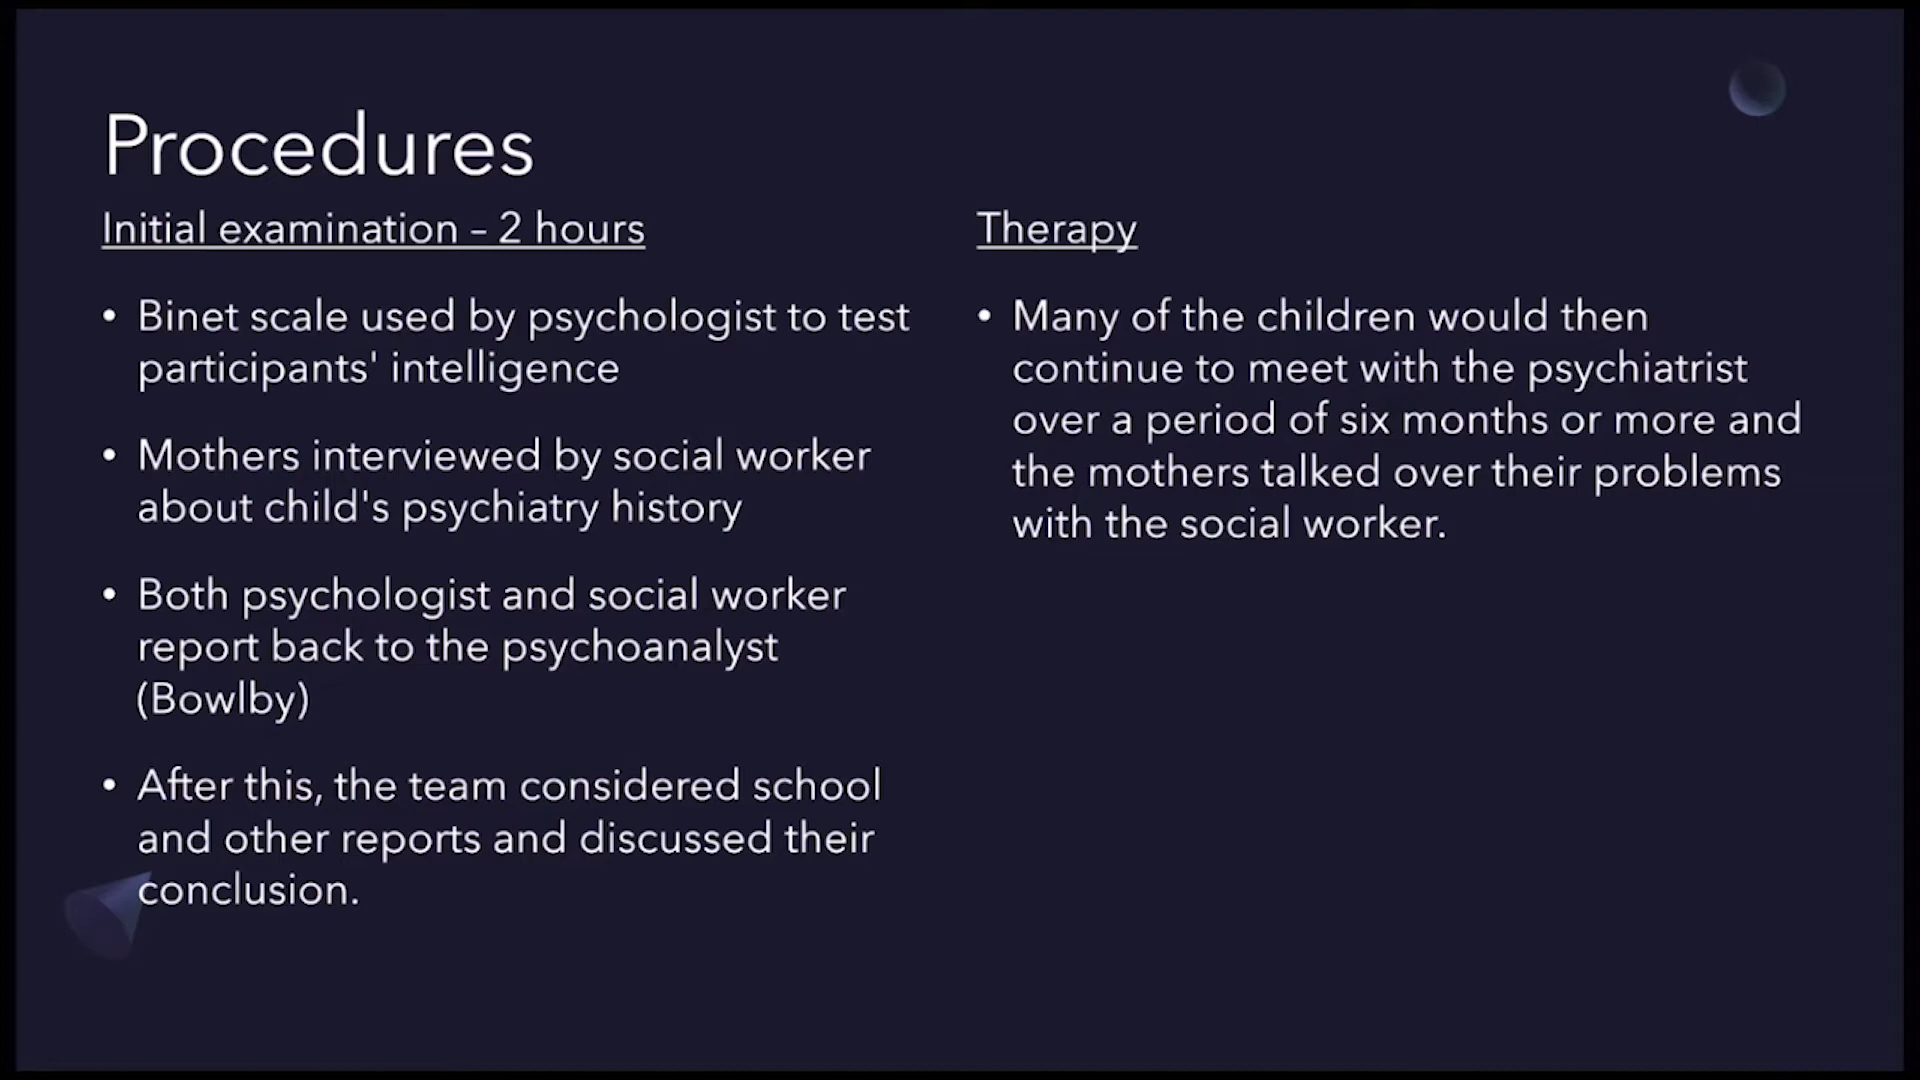 Procedures
Initial examination – 2 hours
• Binet scale used by psychologist to test
participants' intelligence
• Mothers interviewed by social worker
about child's psychiatry history
• Both psychologist and social worker
report back to the psychoanalyst
(Bowlby)
• After this, the team considered school
and other reports and discussed their
conclusion.
Therapy
• Many of the children would then
continue to meet with the psychiatrist
over a period of six months or more and
the mothers talked over their problems
with the social worker.